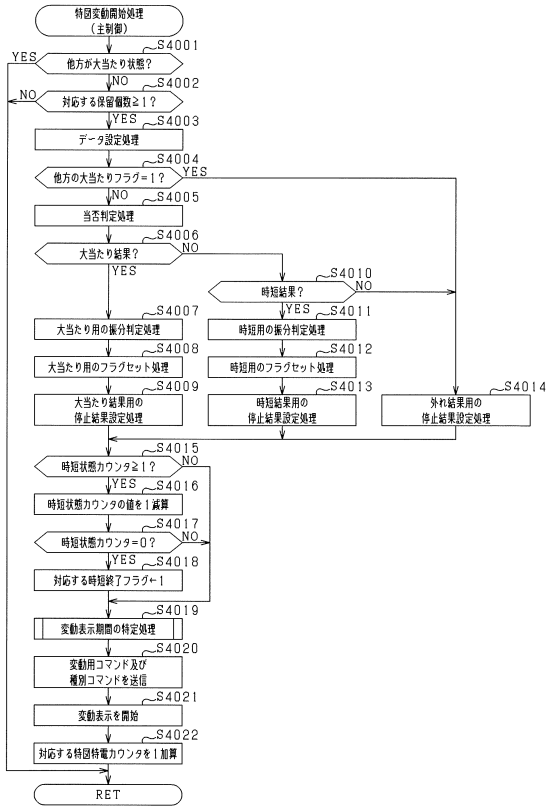 特図変動開始処理
(主制御)
S4001
他方が大当たり状態?
YES
NO
S4002
対応する保留個数≧1?
NO
YES
S4003
データ設定処理
S4004
他方の大当たりフラグ=1?
YES
NO
S4005
当否判定処理
S4006
大当たり結果?
NO
YES
S4010
時短結果?
NO
YES
S4007
大当たり用の振分判定処理
S4011
時短用の振分判定処理
S4008
大当たり用のフラグセット処理
S4012
時短用のフラグセット処理
S4009
大当たり結果用の
停止結果設定処理
S4013
時短結果用の
停止結果設定処理
S4014
外れ結果用の
停止結果設定処理
S4015
時短状態カウンタ≧1?
NO
YES
S4016
時短状態カウンタの値を1減算
S4017
時短状態カウンタ=0?
NO
YES
S4018
対応する時短終了フラグ←1
S4019
変動表示期間の特定処理
S4020
変動用コマンド及び
種別コマンドを送信
S4021
変動表示を開始
S4022
対応する特図特電カウンタを1加算
RET